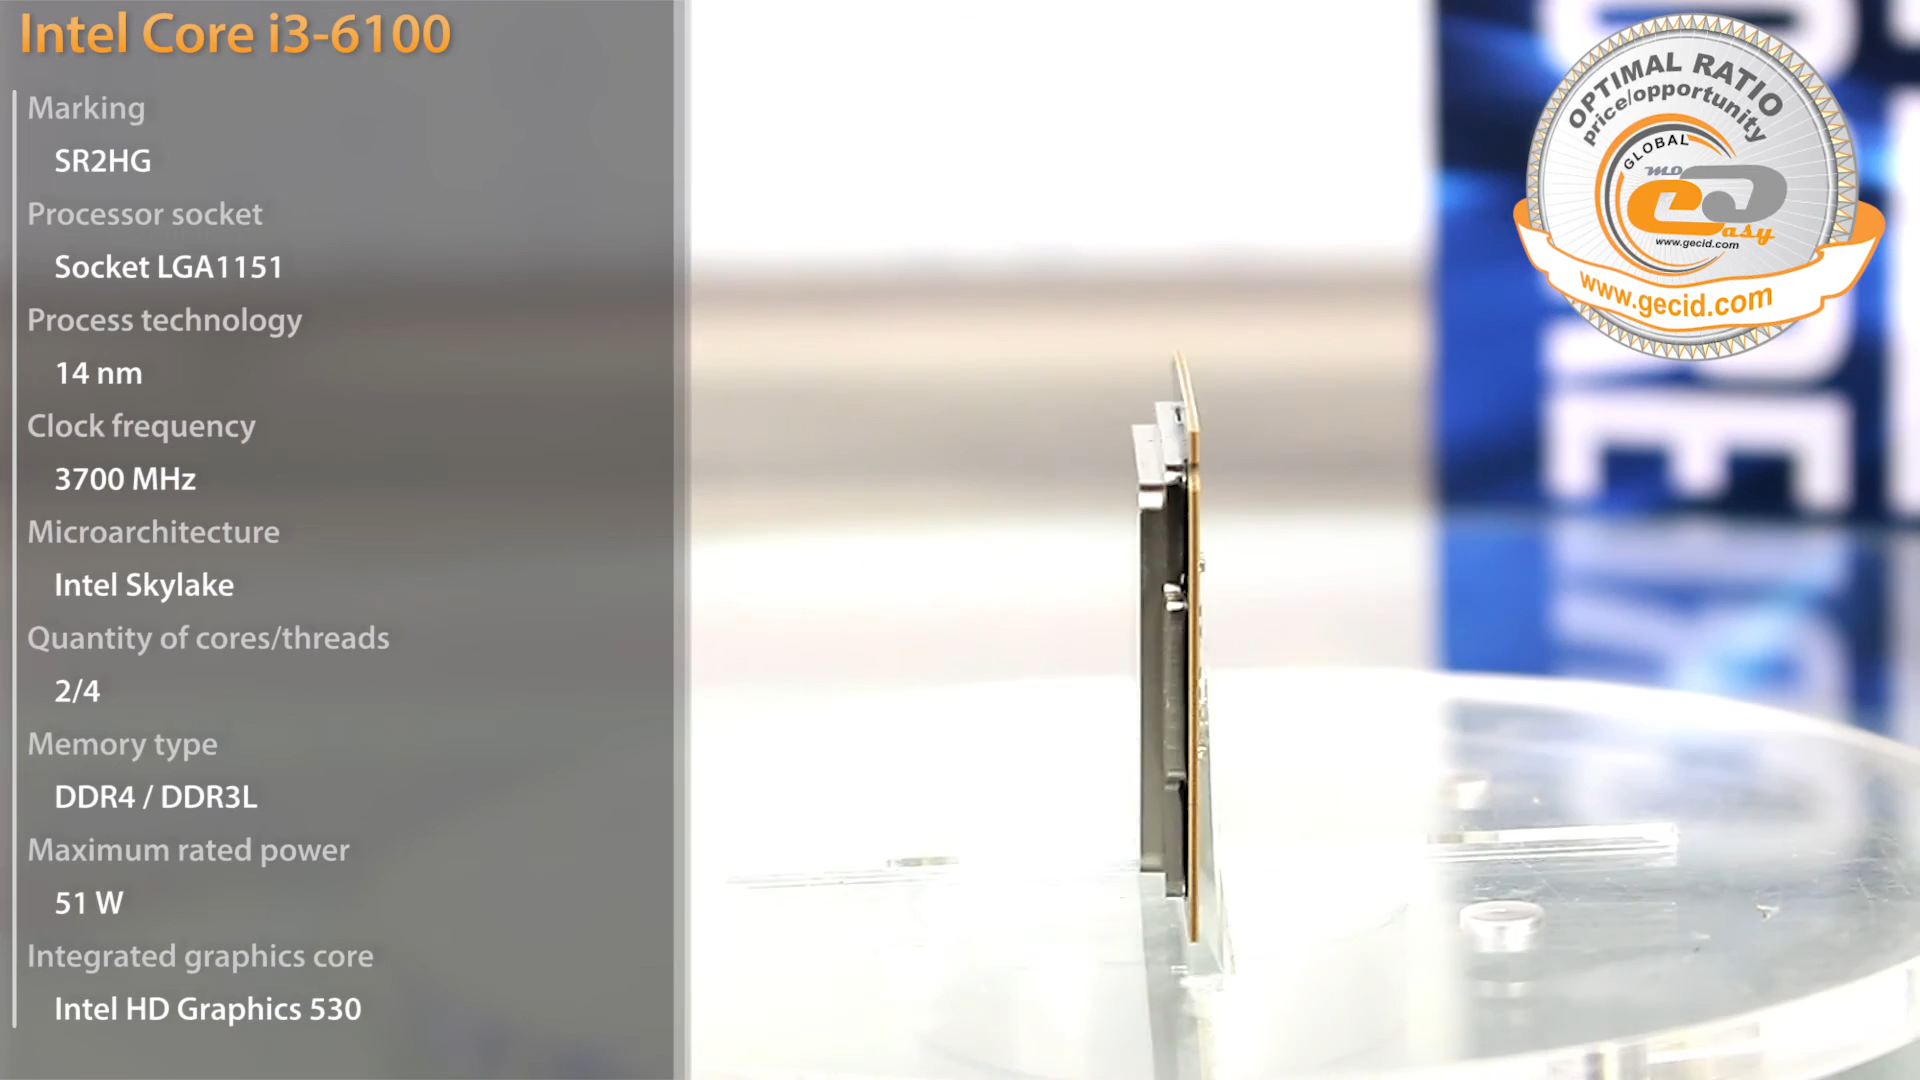 Intel Core i3-6100
Marking
SR2HG
Processor socket
Socket LGA1151
Process technology
14 nm
Clock frequency
3700 MHz
Microarchitecture
Intel Skylake
Quantity of cores/threads
2/4
Memory type
DDR4 / DDR3L
Maximum rated power
51 W
Integrated graphics core
Intel HD Graphics 530
OPTIMAL RATIO
price/opportunity
GLOBAL
mo
easy
www.gecid.com
www.gecid.com